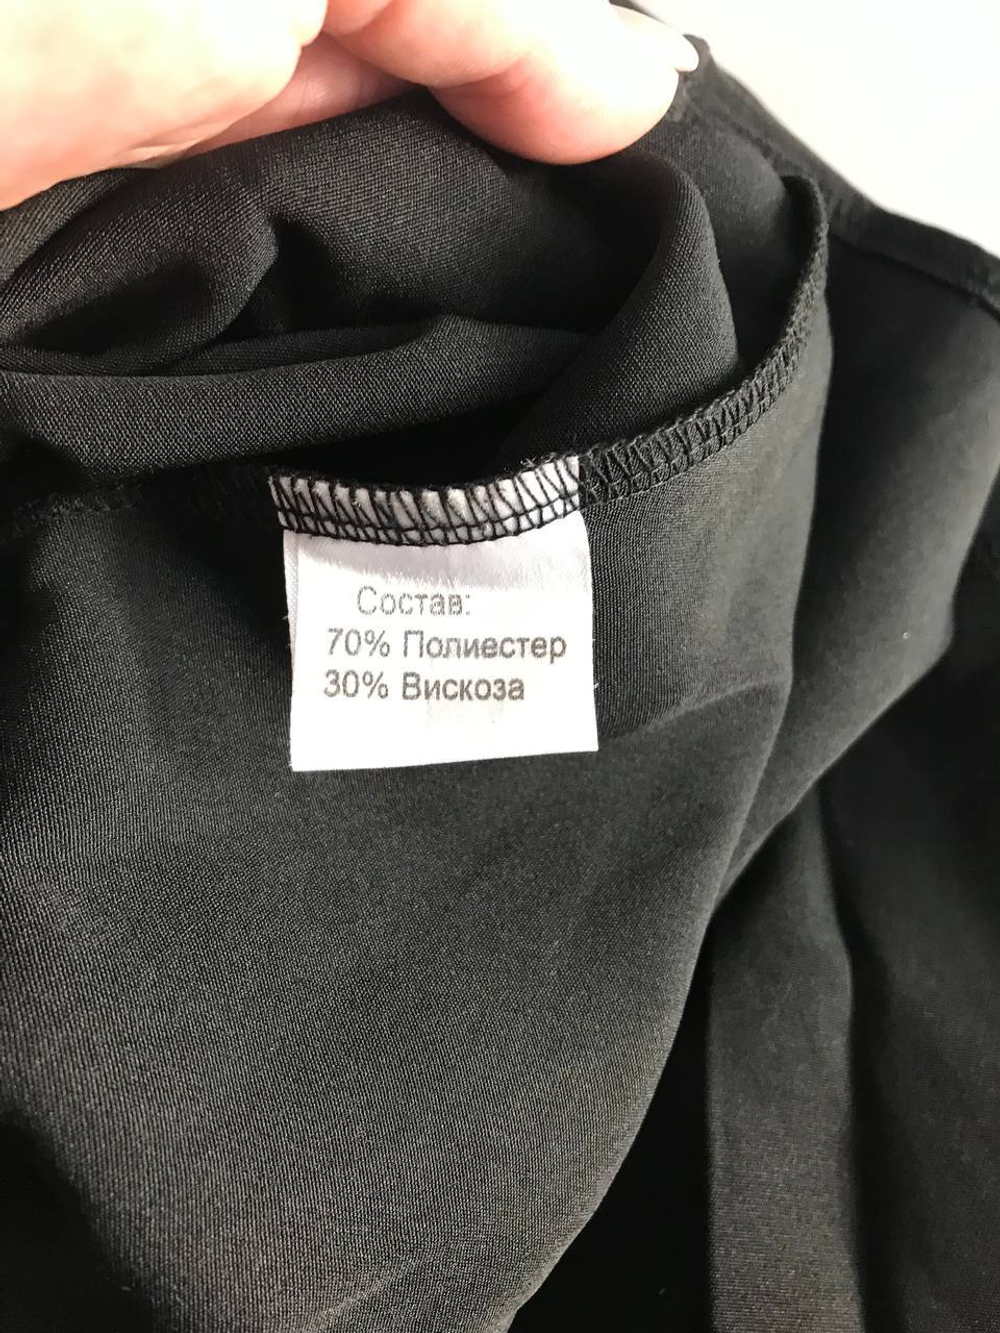 Состав:
70% Полиестер
30% Вискоза